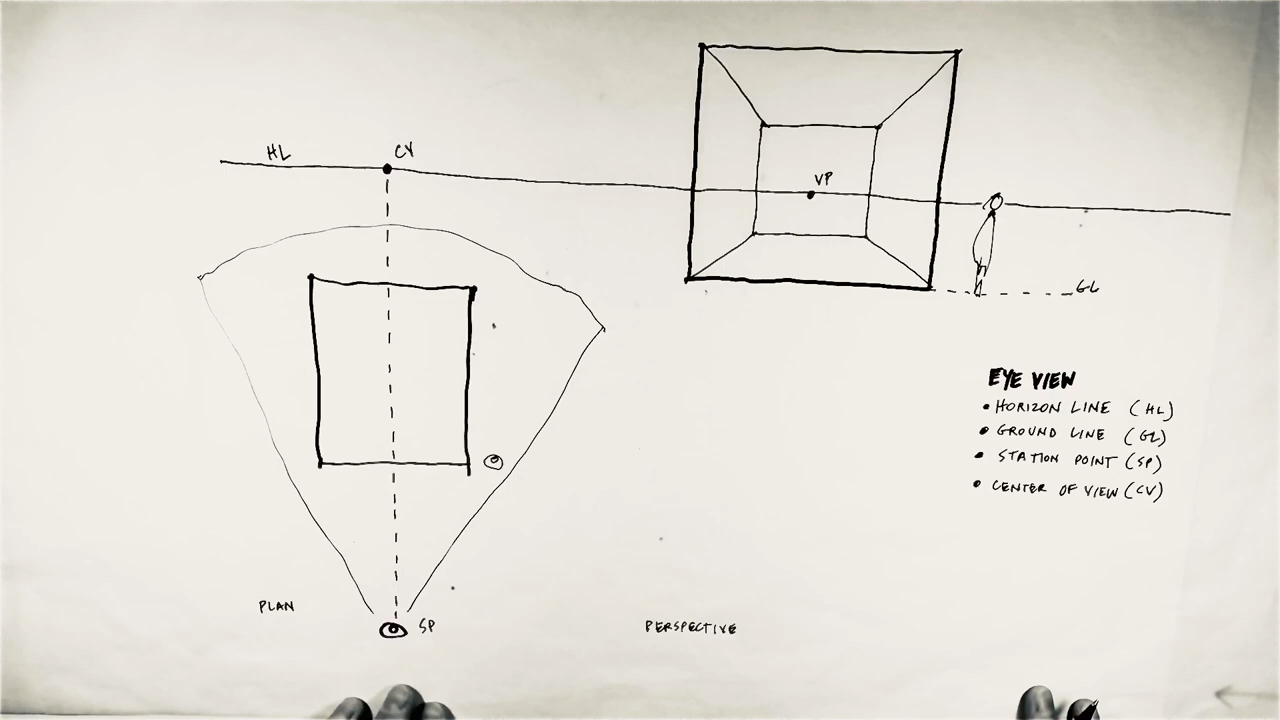 HL
CV
VP
GL
EYE VIEW
• HORIZON LINE (HL)
• GROUND LINE (GL)
• STATION POINT (SP)
• CENTER OF VIEW (CV)
PLAN
SP
PERSPECTIVE